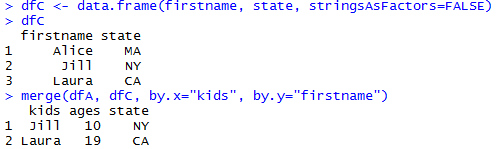 > dfC <- data.frame(firstname, state, stringsAsFactors=FALSE)
> dfC
  firstname state
1     Alice    MA
2      Jill    NY
3     Laura    CA
> merge(dfA, dfC, by.x="kids", by.y="firstname")
   kids ages state
1  Jill   10    NY
2 Laura   19    CA